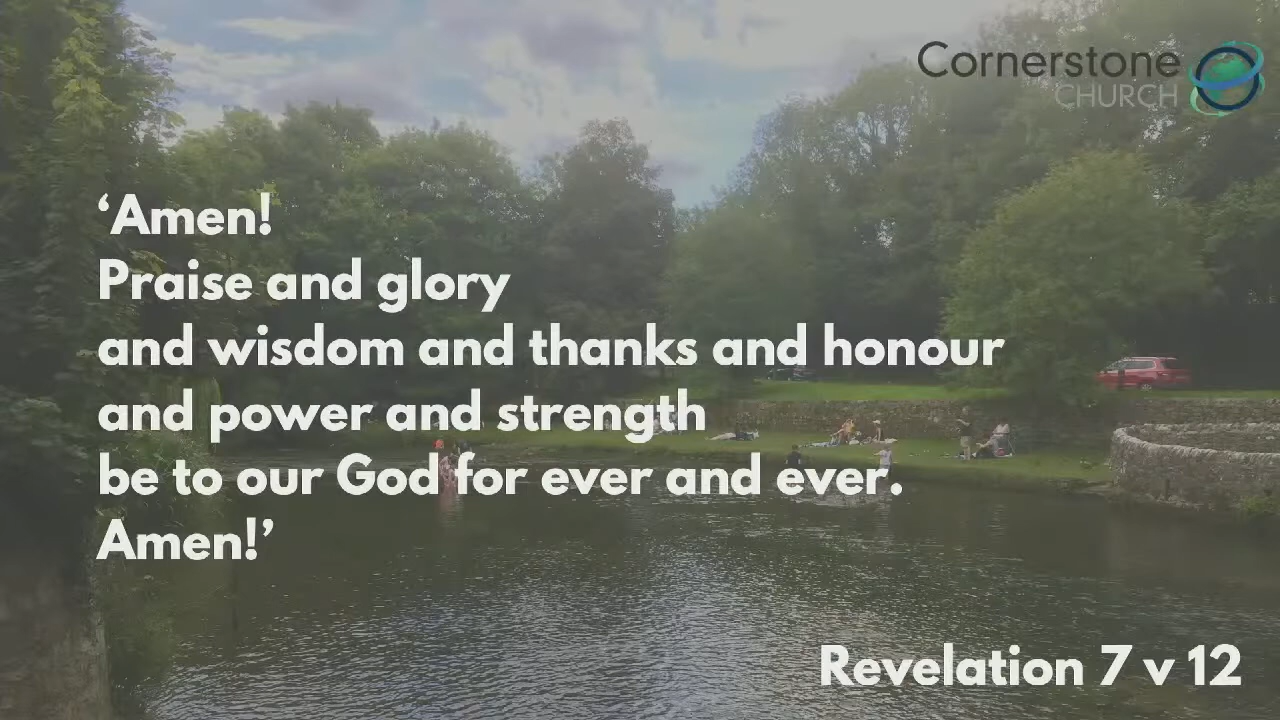 Cornerstone
CHURCH
‘Amen!
Praise and glory
and wisdom and thanks and honour
and power and strength
be to our God for ever and ever.
Amen!’
Revelation 7 v 12